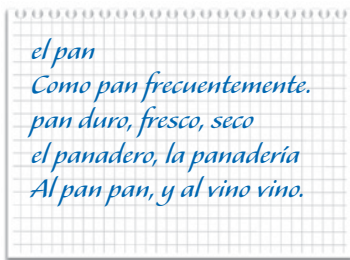 el pan
Como pan frecuentemente.
pan duro, fresco, seco
el panadero, la panadería
Al pan pan, y al vino vino.